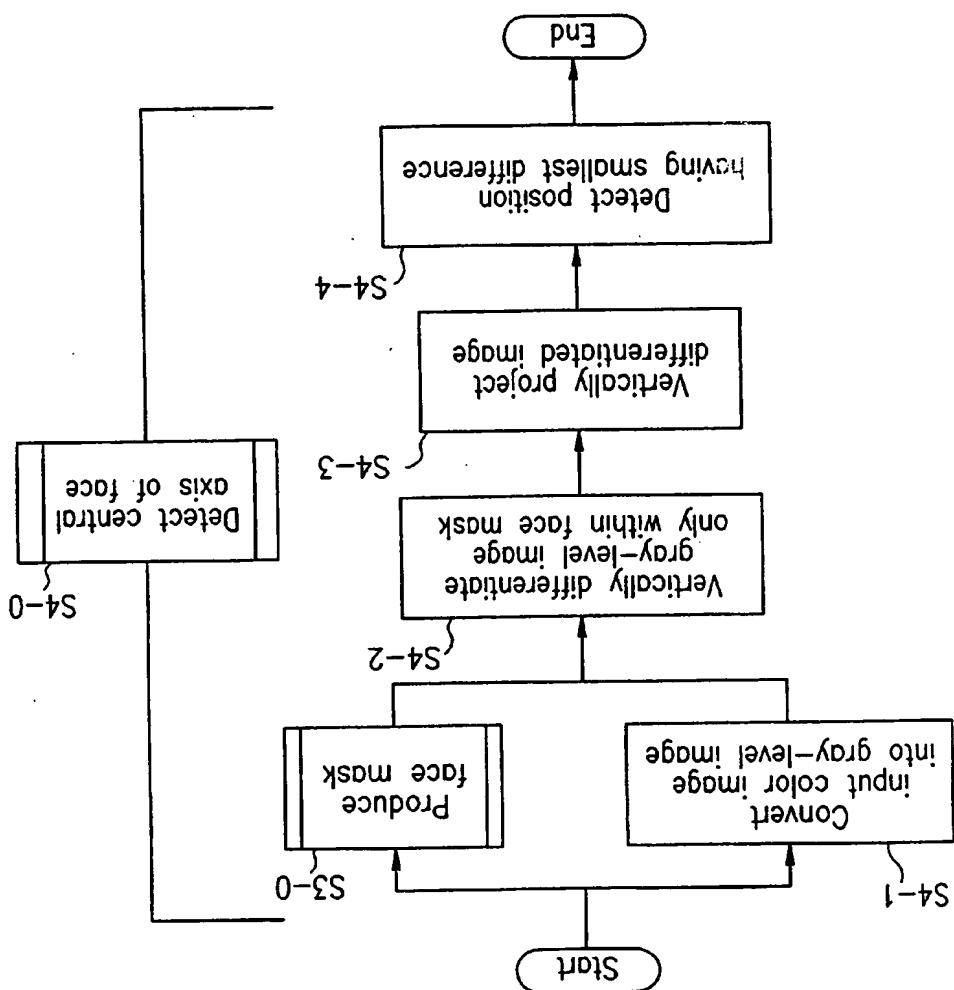 Start
S4-1
Convert
input color image
into gray-level image
S3-0
Produce
face mask
S4-2
Vertically differentiate
gray-level image
only within face mask
S4-3
Vertically project
differentiated image
S4-4
Detect position
having smallest difference
End
S4-0
Detect central
axis of face